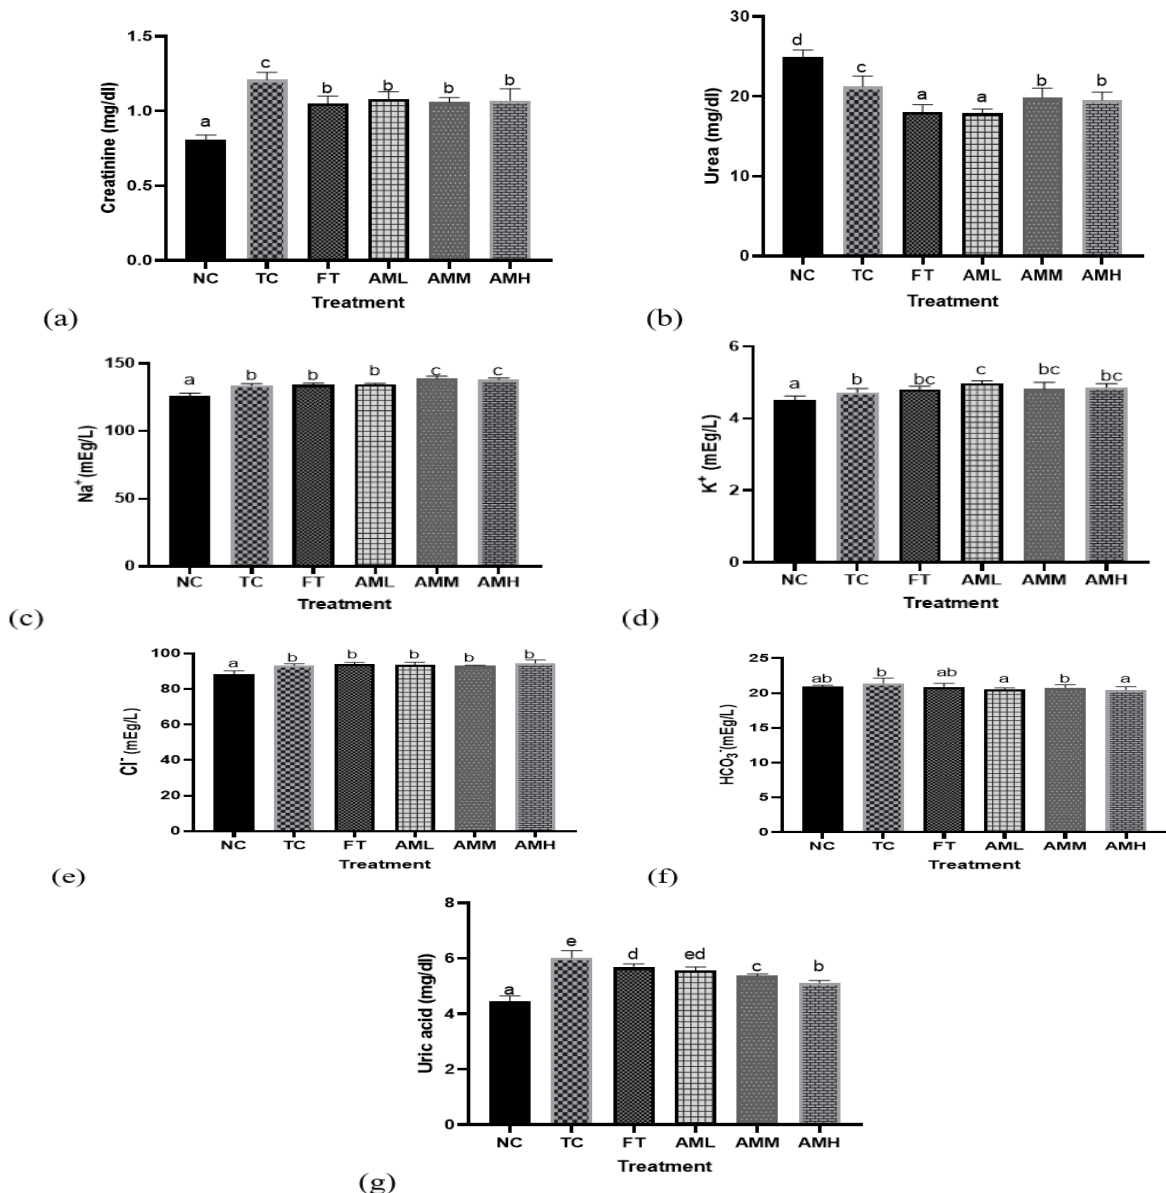 Creatinine (mg/dl)
1.5
1.0
0.5
0.0
a
c
b
b
b
b
NC TC FT AML AMM AMH
Treatment
(a)
Urea (mg/dl)
30
20
10
0
d
c
a
a
b
b
NC TC FT AML AMM AMH
Treatment
(b)
Na⁺ (mEg/L)
150
100
50
0
a
b
b
b
c
c
NC TC FT AML AMM AMH
Treatment
(c)
K⁺ (mEg/L)
6
4
2
0
a
b
bc
c
bc
bc
NC TC FT AML AMM AMH
Treatment
(d)
Cl⁻ (mEg/L)
100
80
60
40
20
0
a
b
b
b
b
b
NC TC FT AML AMM AMH
Treatment
(e)
HCO₃⁻(mEg/L)
25
20
15
10
5
0
ab
b
ab
a
b
a
NC TC FT AML AMM AMH
Treatment
(f)
Uric acid (mg/dl)
8
6
4
2
0
a
e
d
ed
c
b
NC TC FT AML AMM AMH
Treatment
(g)